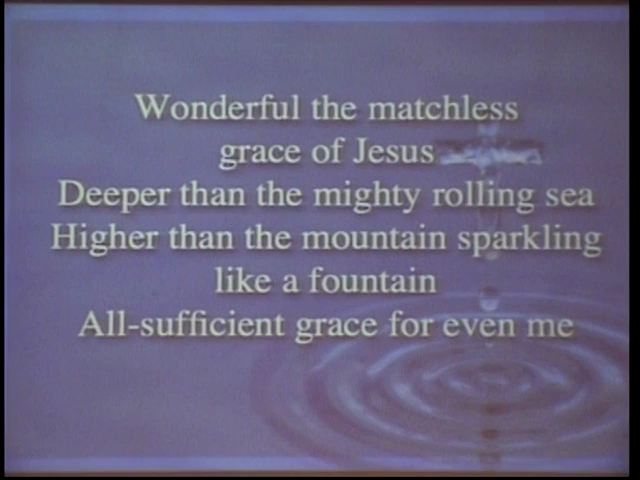 Wonderful the matchless
grace of Jesus
Deeper than the mighty rolling sea
Higher than the mountain sparkling
like a fountain
All-sufficient grace for even me